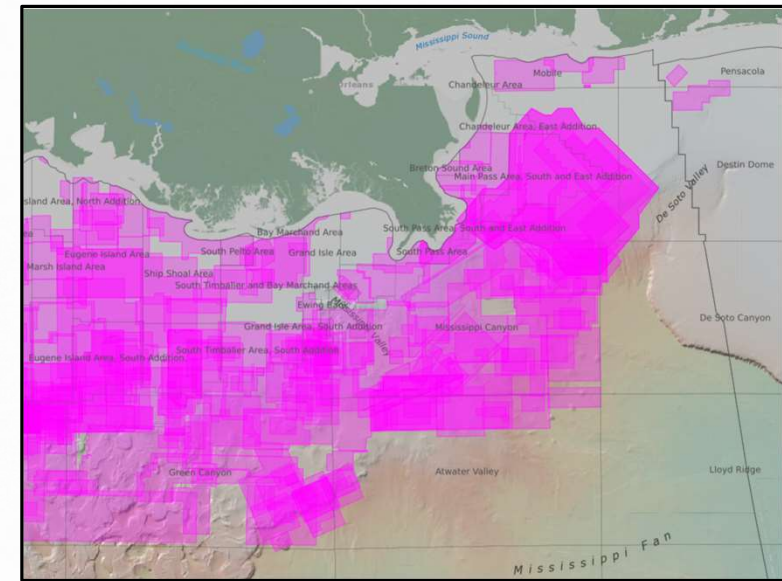 Mississippi Sound
Mobile
Pensacola
Chandeleur Area
Chandeleur Area, East Addition
Breton Sound Area
Main Pass Area, South and East Addition
Destin Dome
De Soto Valley
sland Area, North Addition
Bay Marchand Area
South Pass Area, South and East Addition
Eugene Island Area
South Pelto Area
Grand Isle Area
South Pass Area
Marsh Island Area
Ship Shoal Area
South Timbalier and Bay Marchand Areas
Ewing Bank
Mississippi Valley
De Soto Canyon
Grand Isle Area, South Addition
Mississippi Canyon
Eugene Island Area, South Addition
South Timbalier Area, South Addition
Green Canyon
Atwater Valley
Lloyd Ridge
Mississippi Fan